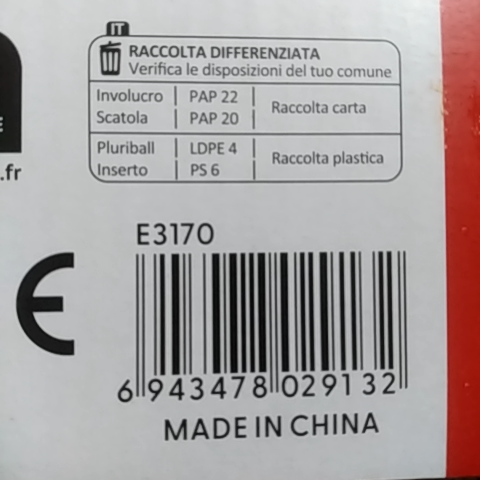 IT
RACCOLTA DIFFERENZIATA
Verifica le disposizioni del tuo comune
Involucro | PAP 22
Scatola | PAP 20
Raccolta carta
Pluriball | LDPE 4
Inserto | PS 6
Raccolta plastica
E
.fr
E3170
CE
6 943478 029132
MADE IN CHINA